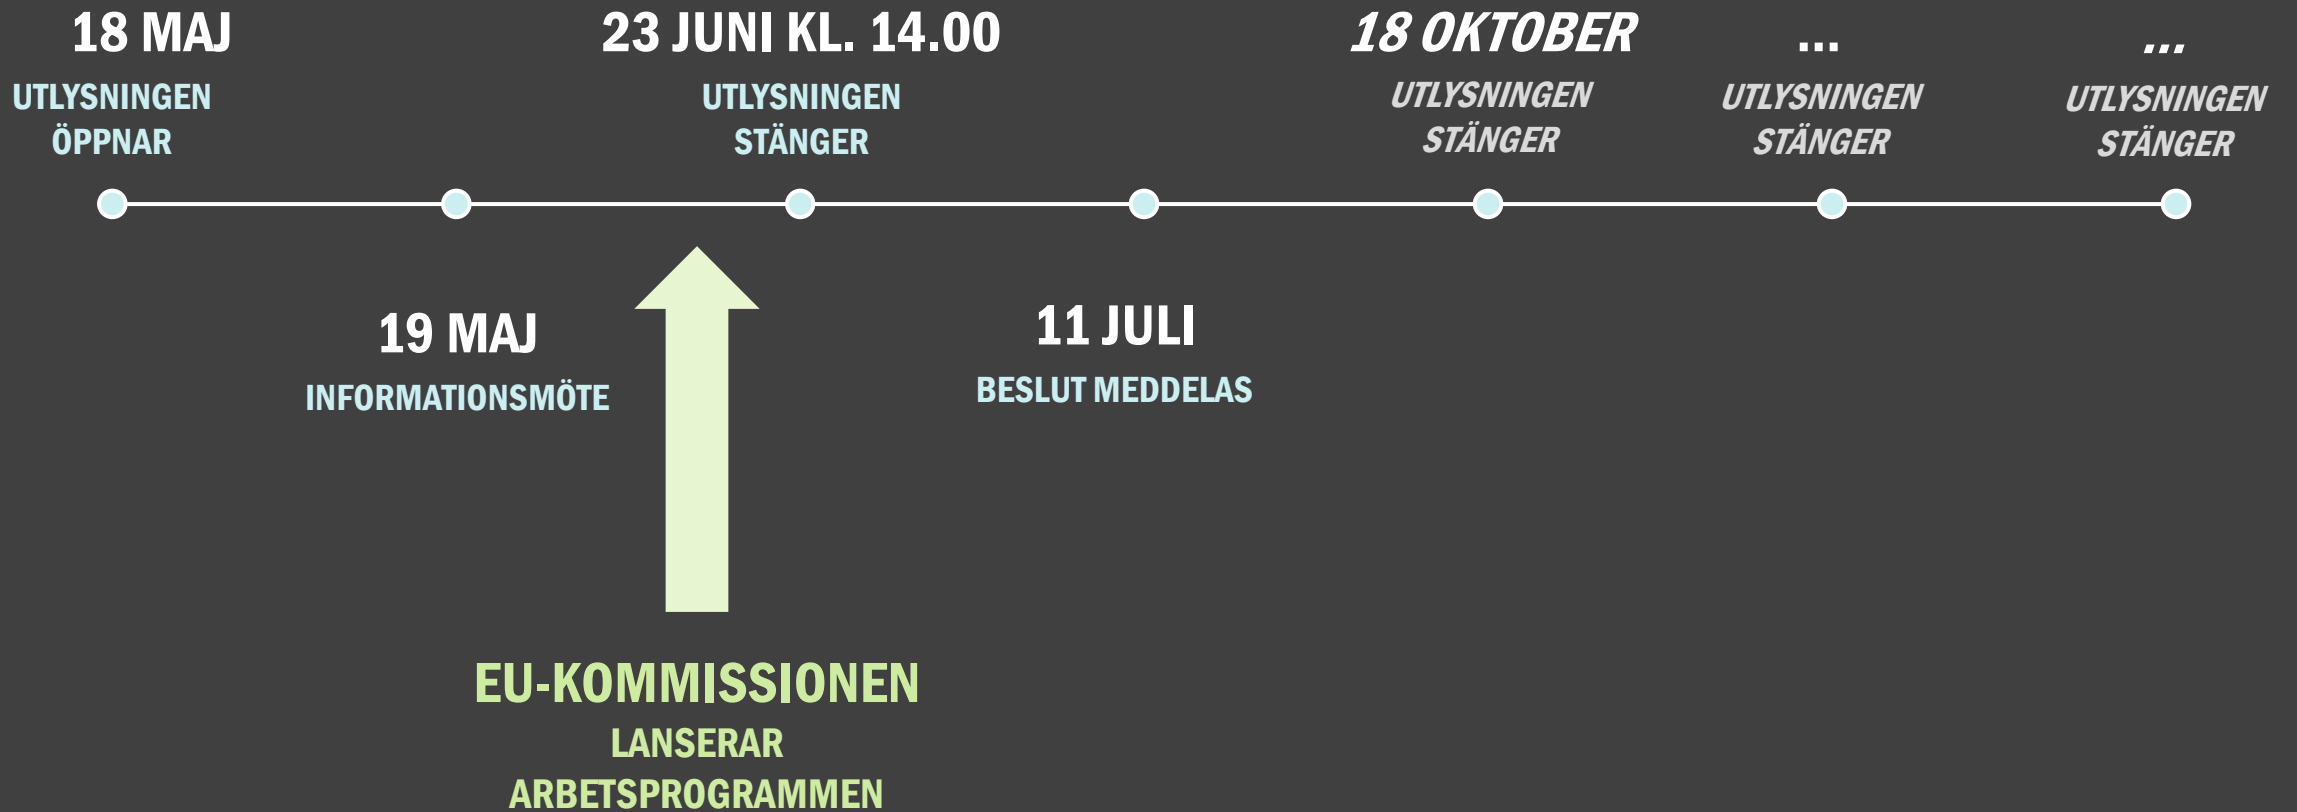 18 MAJ
UTLYSNINGEN
ÖPPNAR
23 JUNI KL. 14.00
UTLYSNINGEN
STÄNGER
18 OKTOBER
UTLYSNINGEN
STÄNGER
...
UTLYSNINGEN
STÄNGER
...
UTLYSNINGEN
STÄNGER
19 MAJ
INFORMATIONSMÖTE
11 JULI
BESLUT MEDDELAS
EU-KOMMISSIONEN
LANSERAR
ARBETSPROGRAMMEN